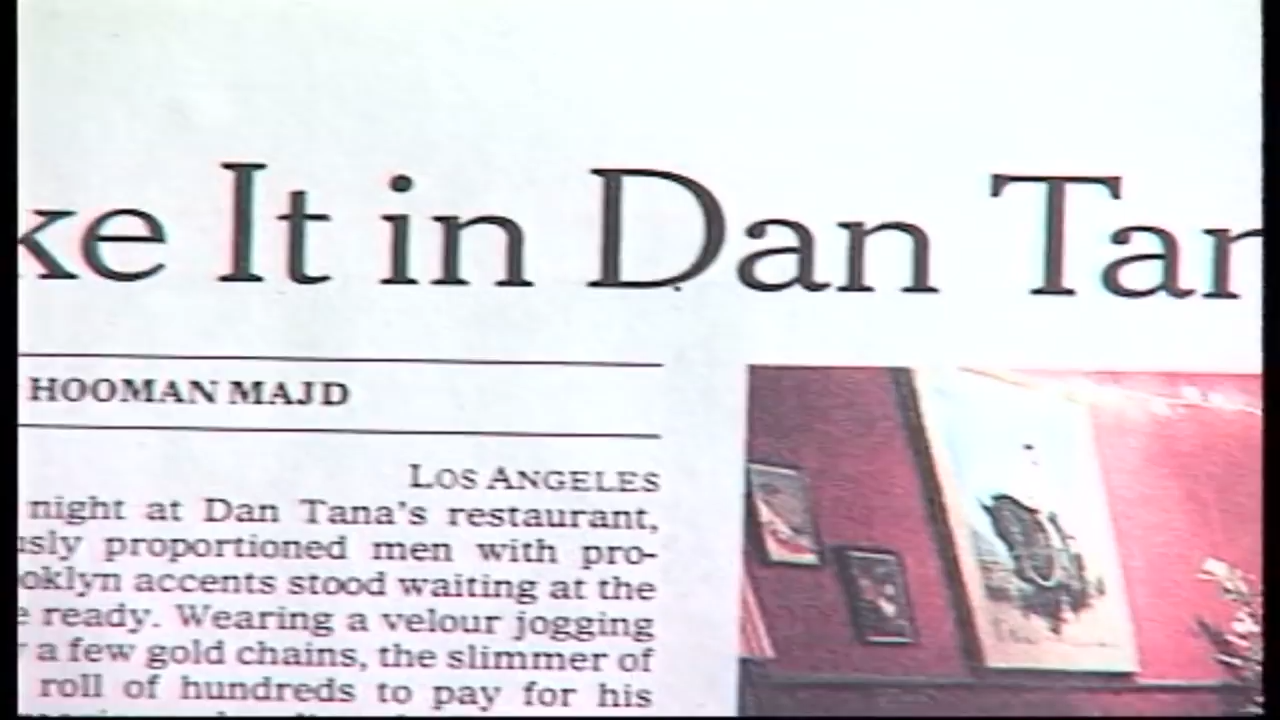 ke It in Dan Tan
HOOMAN MAJD
LOS ANGELES
night at Dan Tana's restaurant,
usly proportioned men with pro-
oklyn accents stood waiting at the
e ready. Wearing a velour jogging
a few gold chains, the slimmer of
roll of hundreds to pay for his